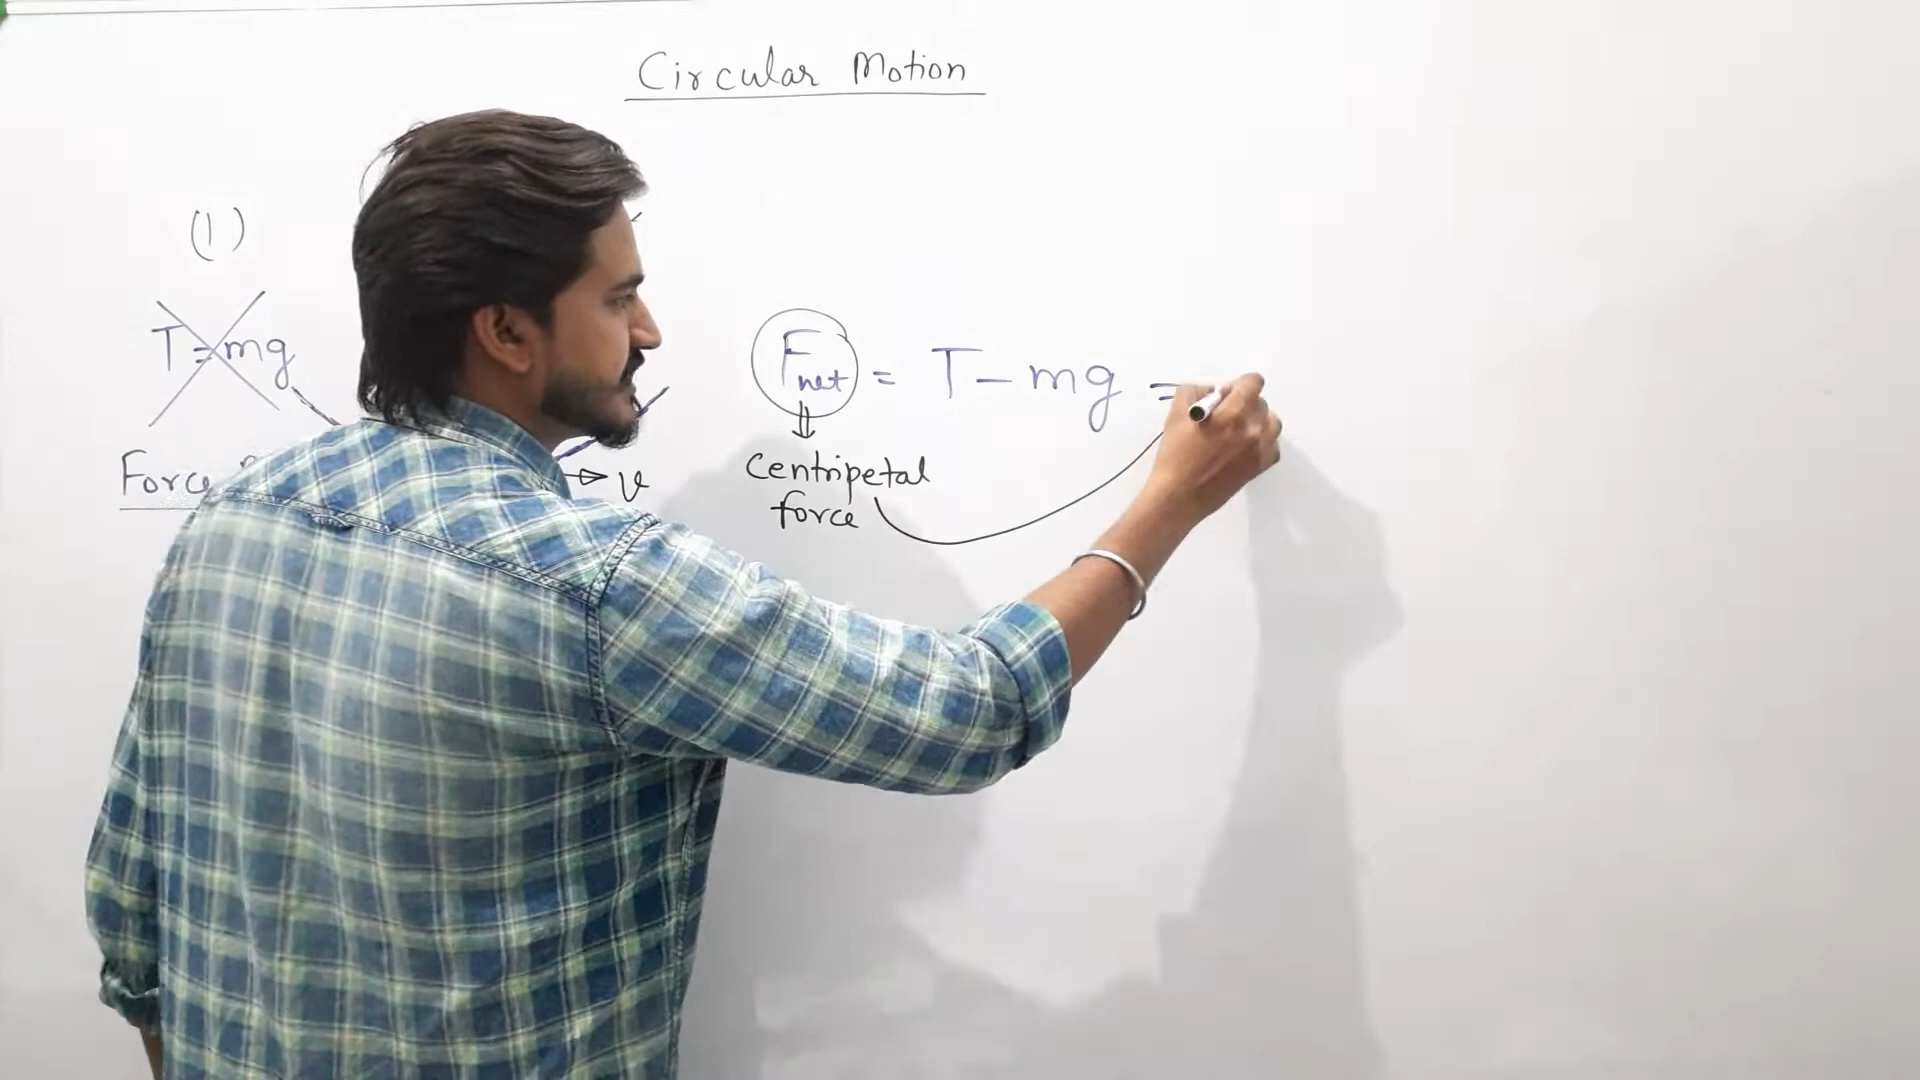 Circular Motion
(1)
T = mg
Force
v
Fnet = T - mg =
Centripetal
force